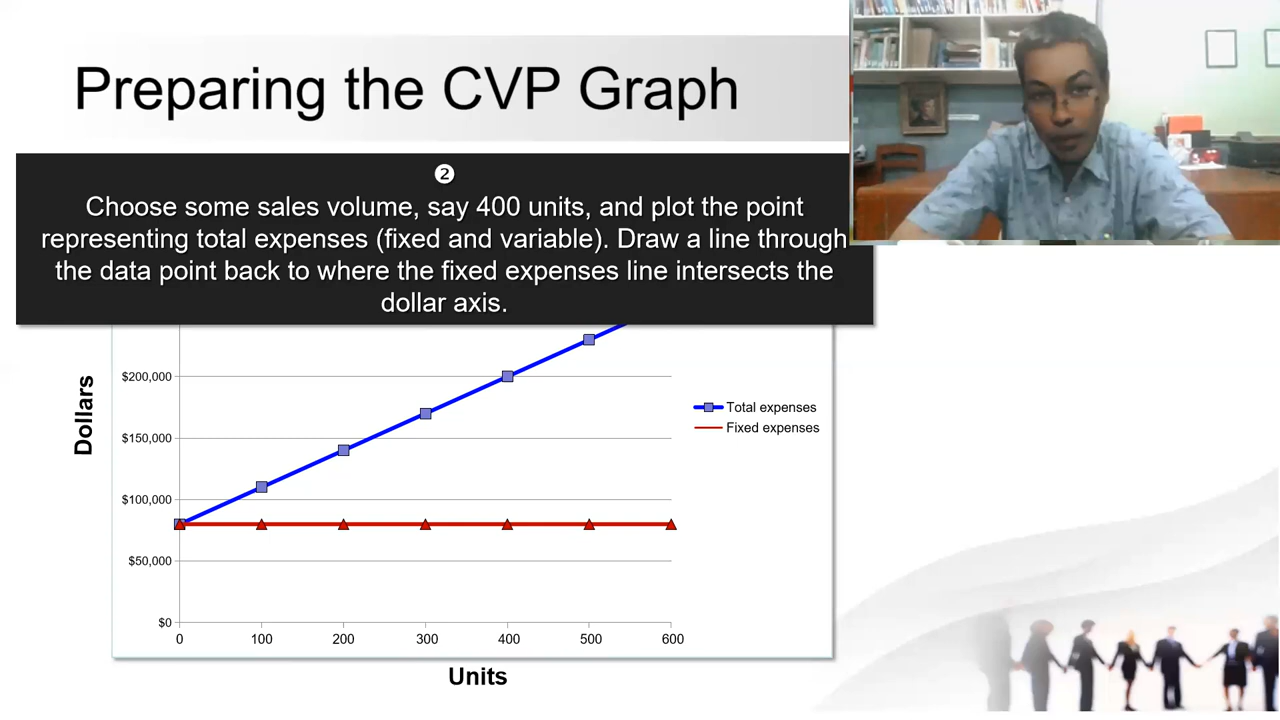 Preparing the CVP Graph
❷
Choose some sales volume, say 400 units, and plot the point
representing total expenses (fixed and variable). Draw a line through
the data point back to where the fixed expenses line intersects the
dollar axis.
Dollars
$200,000
$150,000
$100,000
$50,000
$0
0 100 200 300 400 500 600
Units
Total expenses
Fixed expenses